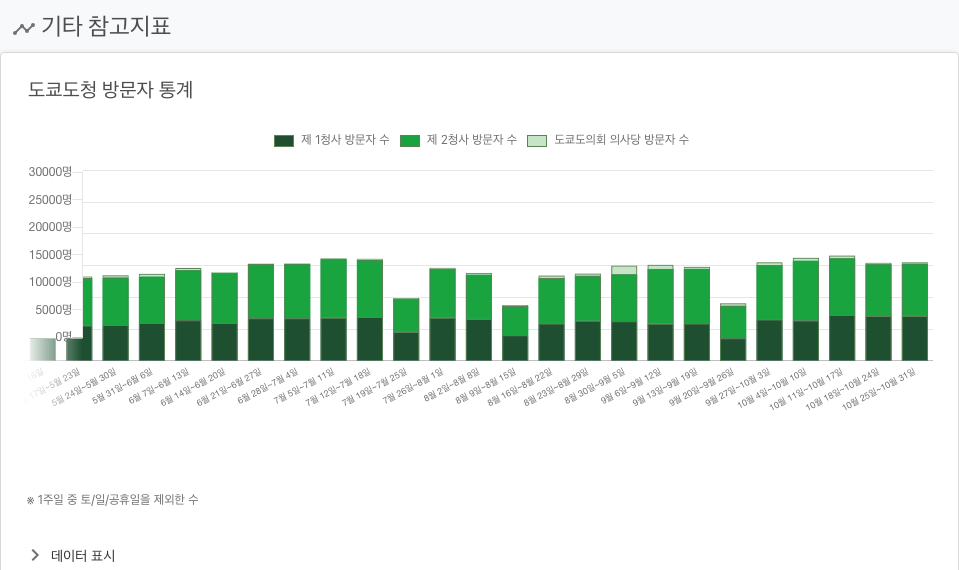 기타 참고지표
도쿄도청 방문자 통계
제 1청사 방문자 수 제 2청사 방문자 수 도쿄도의회 의사당 방문자 수
30000명
25000명
20000명
15000명
10000명
5000명
0명
17일~5월 23일
5월 24일~5월 30일
5월 31일~6월 6일
6월 7일~6월 13일
6월 14일~6월 20일
6월 21일~6월 27일
6월 28일~7월 4일
7월 5일~7월 11일
7월 12일~7월 18일
7월 19일~7월 25일
7월 26일~8월 1일
8월 2일~8월 8일
8월 9일~8월 15일
8월 16일~8월 22일
8월 23일~8월 29일
8월 30일~9월 5일
9월 6일~9월 12일
9월 13일~9월 19일
9월 20일~9월 26일
9월 27일~10월 3일
10월 4일~10월 10일
10월 11일~10월 17일
10월 18일~10월 24일
10월 25일~10월 31일
※ 1주일 중 토/일/공휴일을 제외한 수
데이터 표시